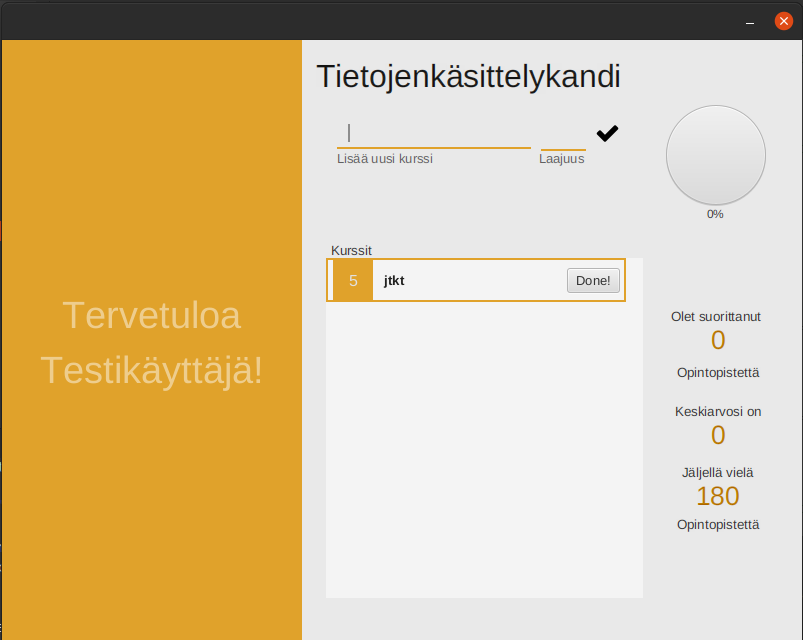 Tervetuloa
Testikäyttäjä!
Tietojenkäsittelykandi
Lisää uusi kurssi
Laajuus
0%
Kurssit
5 jtkt Done!
Olet suorittanut
0
Opintopistettä
Keskiarvosi on
0
Jäljellä vielä
180
Opintopistettä